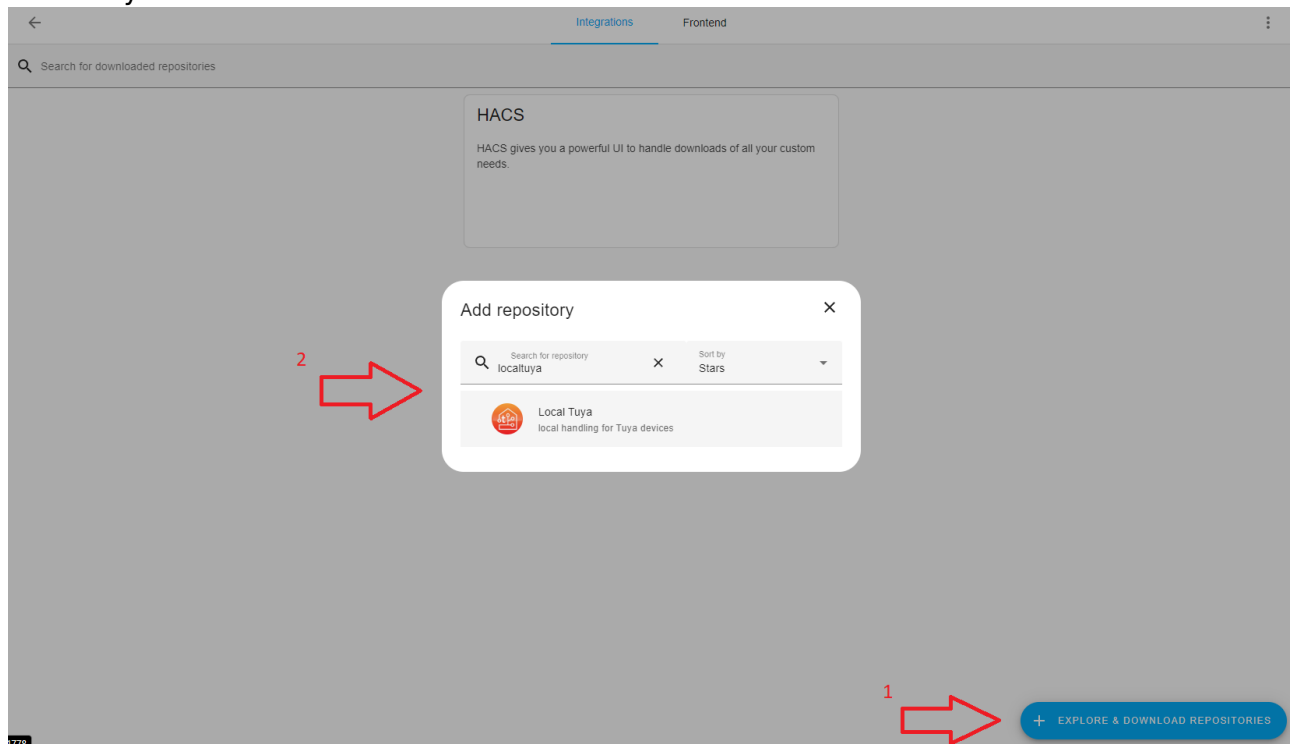 Integrations Frontend
Search for downloaded repositories
HACS
HACS gives you a powerful UI to handle downloads of all your custom
needs.
Add repository
2
Search for repository Sort by
localtuya Stars
Local Tuya
local handling for Tuya devices
1
+ EXPLORE & DOWNLOAD REPOSITORIES